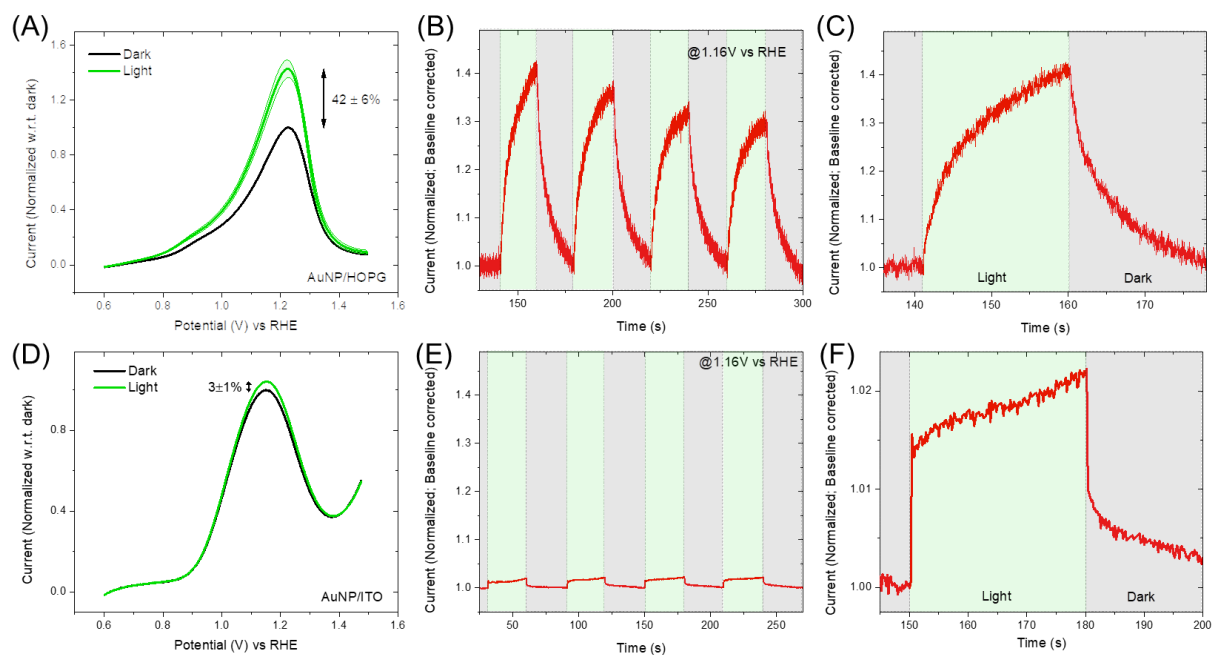 (A)
Dark
Light
42 ± 6%
AuNP/HOPG
Current (Normalized w.r.t. dark)
1.6
1.2
0.8
0.4
0.0
0.4 0.6 0.8 1.0 1.2 1.4 1.6
Potential (V) vs RHE
(B)
@1.16V vs RHE
Current (Normalized; Baseline corrected)
1.4
1.3
1.2
1.1
1.0
150 200 250 300
Time (s)
(C)
Current (Normalized; Baseline corrected)
1.4
1.3
1.2
1.1
1.0
Light
Dark
140 150 160 170
Time (s)
(D)
Dark
Light
3±1%
AuNP/ITO
Current (Normalized w.r.t. dark)
0.8
0.4
0.0
0.4 0.6 0.8 1.0 1.2 1.4 1.6
Potential (V) vs RHE
(E)
@1.16V vs RHE
Current (Normalized; Baseline corrected)
1.4
1.3
1.2
1.1
1.0
50 100 150 200 250
Time (s)
(F)
Current (Normalized; Baseline corrected)
1.02
1.01
1.00
Light
Dark
150 160 170 180 190 200
Time (s)